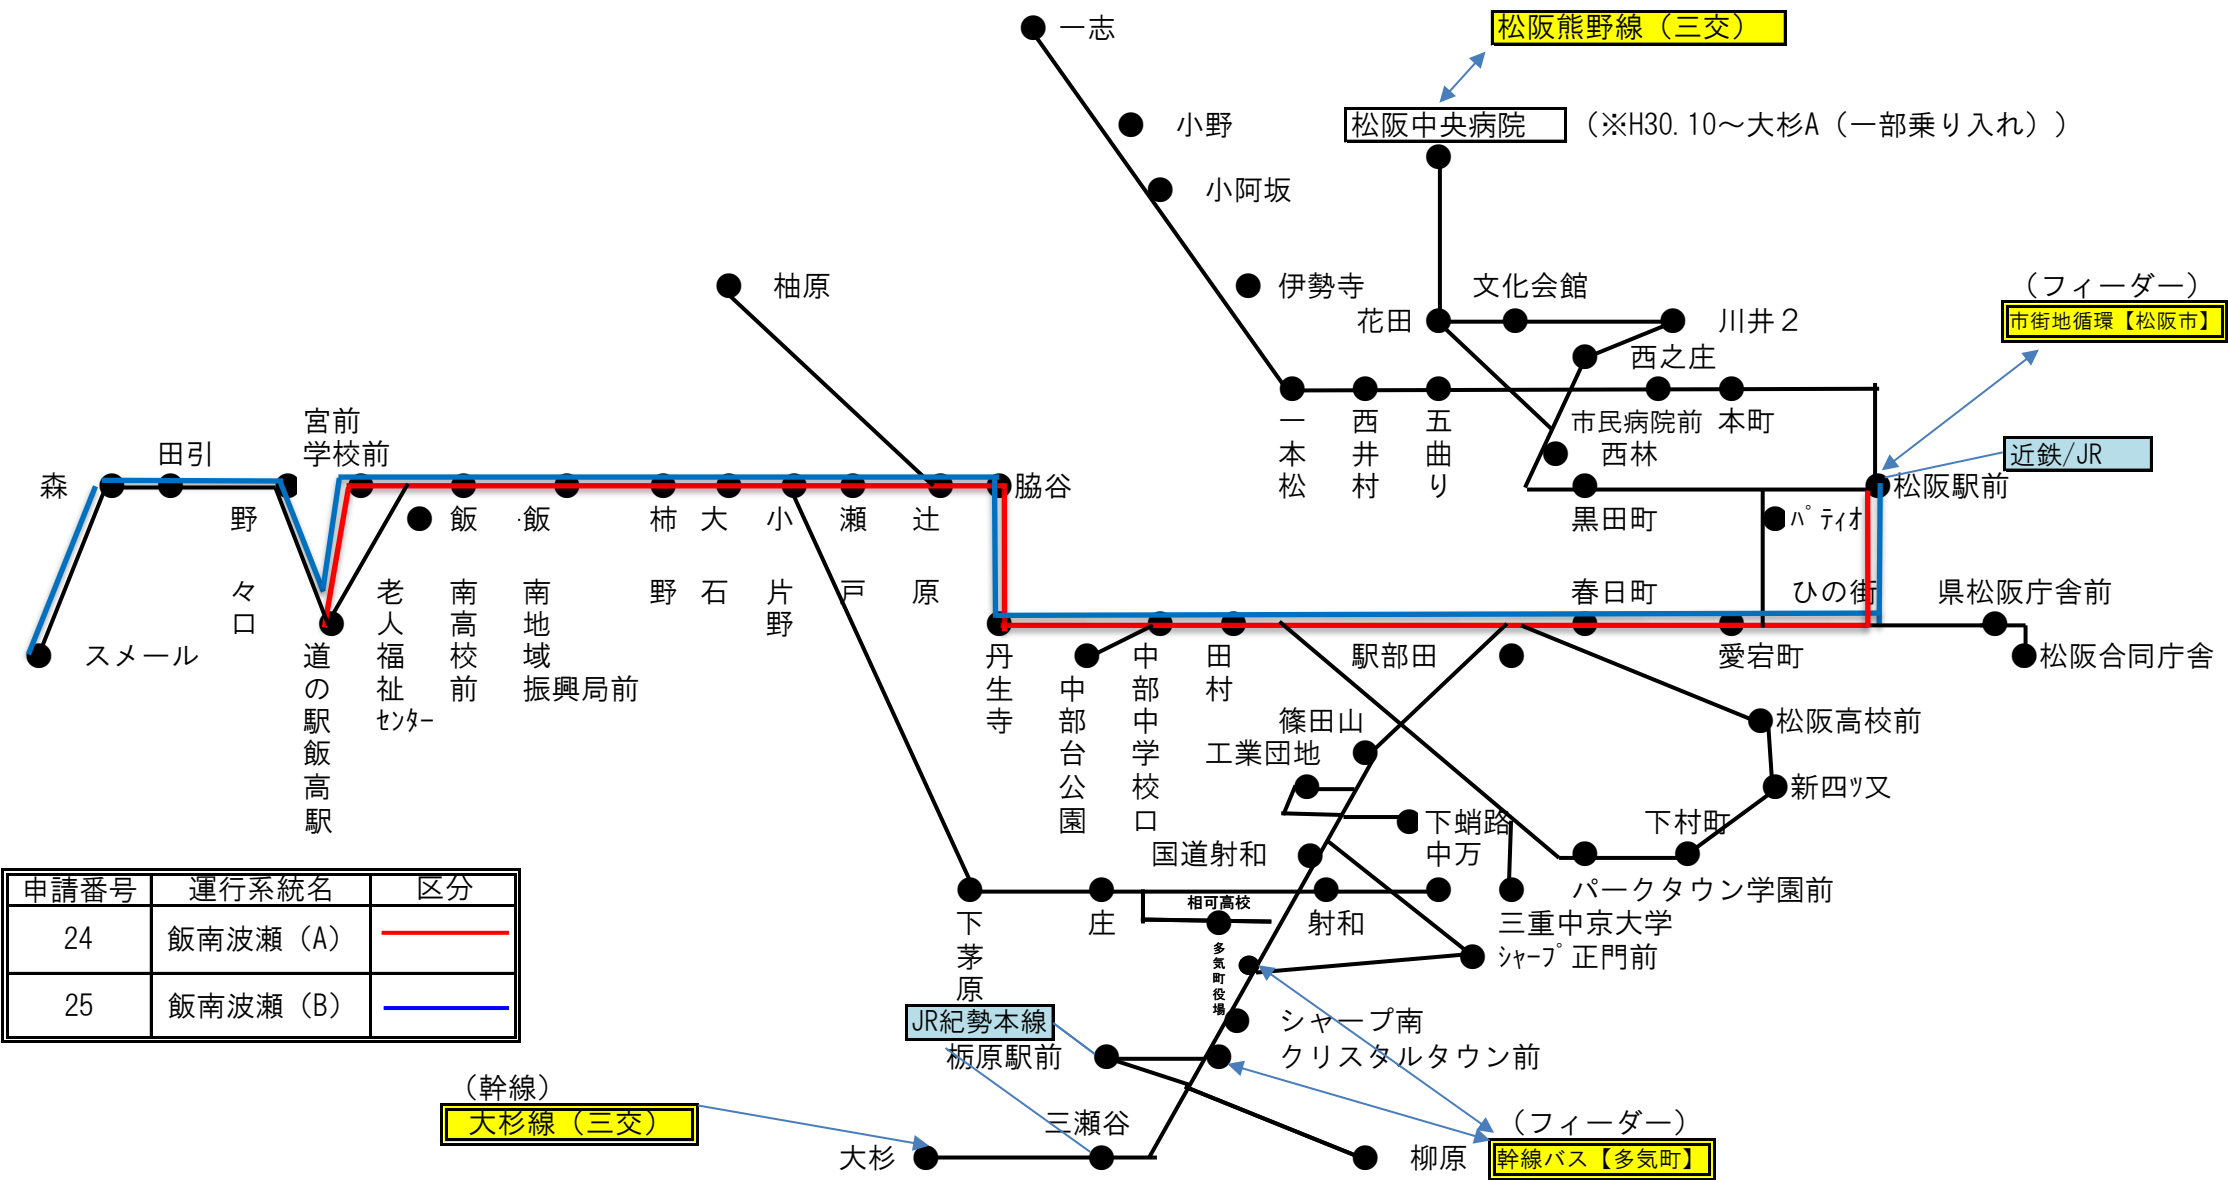 一志
松阪熊野線（三交）
小野
松阪中央病院
（※H30.10～大杉A（一部乗り入れ））
小阿坂
柚原
伊勢寺
文化会館
（フィーダー）
花田
川井２
市街地循環【松阪市】
西之庄
宮前
学校前
田引
一本松
西井村
五曲り
市民病院前
本町
西林
近鉄/JR
森
脇谷
松阪駅前
野々口
飯南高校前
飯南地域
振興局前
柿野
大石
小片野
瀬戸
辻原
黒田町
ﾊﾟティオ
老人福祉
ｾﾝﾀｰ
春日町
ひの街
県松阪庁舎前
スメール
道の駅飯高駅
丹生寺
中部台公園
中部中学校口
田村
駅部田
愛宕町
松阪合同庁舎
篠田山
松阪高校前
工業団地
新四ﾂ又
下蛸路
下村町
国道射和
中万
申請番号 運行系統名 区分
24 飯南波瀬（A）
25 飯南波瀬（B）
パークタウン学園前
相可高校
下茅原
庄
射和
三重中京大学
多気町役場
ｼｬｰﾌﾟ正門前
JR紀勢本線
シャープ南
栃原駅前
クリスタルタウン前
（幹線）
大杉線（三交）
三瀬谷
（フィーダー）
大杉
柳原
幹線バス【多気町】